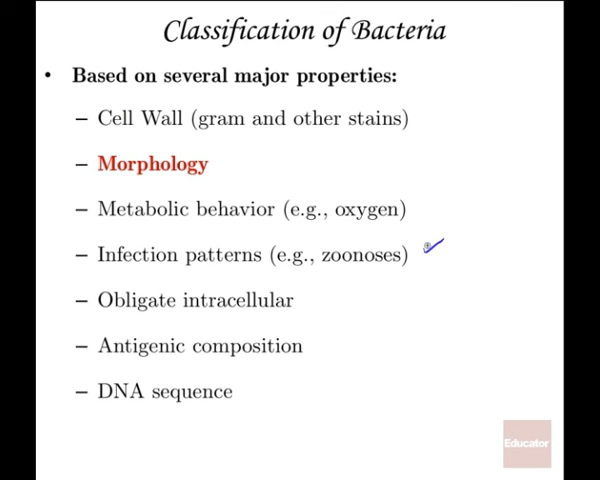 Classification of Bacteria
• Based on several major properties:
– Cell Wall (gram and other stains)
– Morphology
– Metabolic behavior (e.g., oxygen)
– Infection patterns (e.g., zoonoses)
– Obligate intracellular
– Antigenic composition
– DNA sequence
Educator